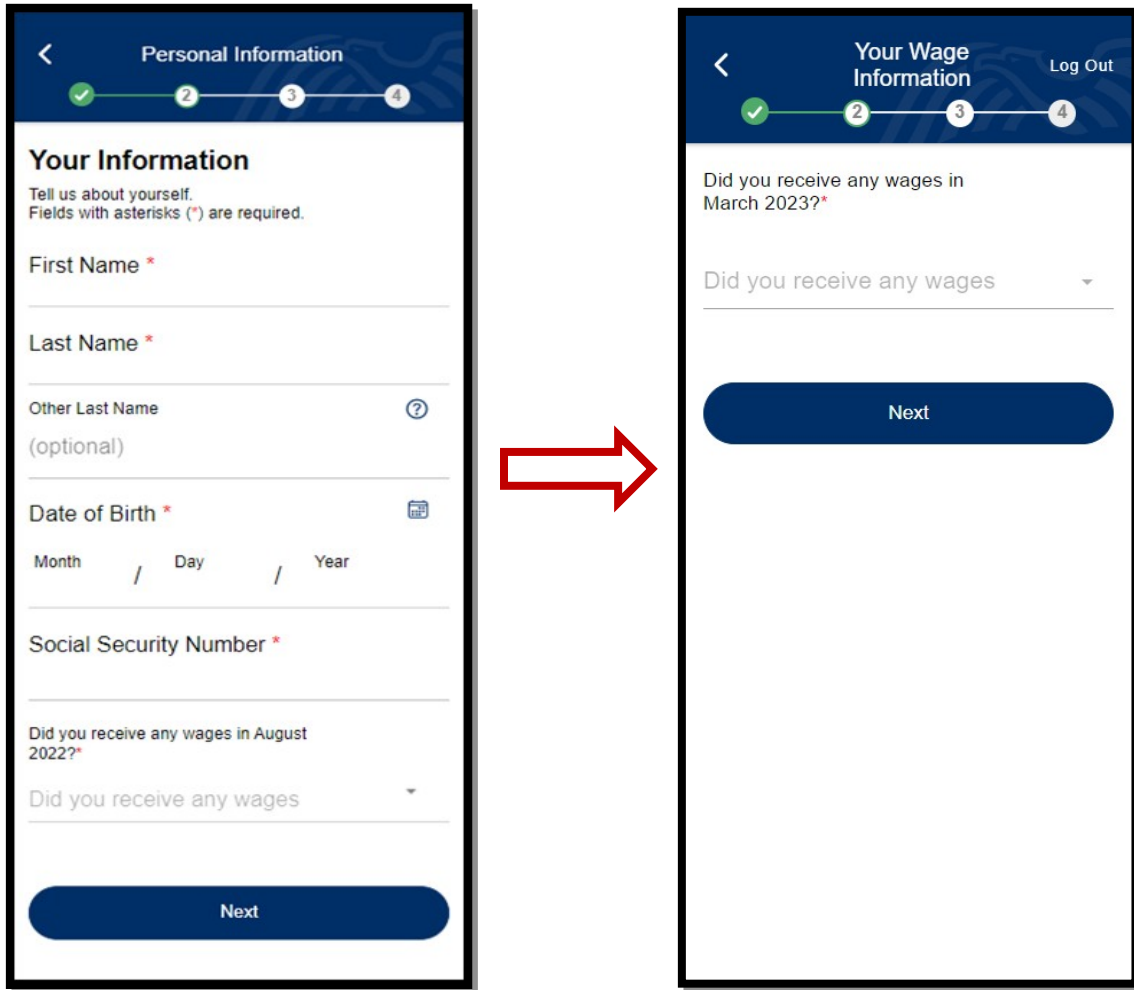 Personal Information
2 3 4
Your Information
Tell us about yourself.
Fields with asterisks (*) are required.
First Name *
Last Name *
Other Last Name ?
(optional)
Date of Birth *
Month / Day / Year
Social Security Number *
Did you receive any wages in August
2022?*
Did you receive any wages
Next
Your Wage
Information
Log Out
2 3 4
Did you receive any wages in
March 2023?*
Did you receive any wages
Next